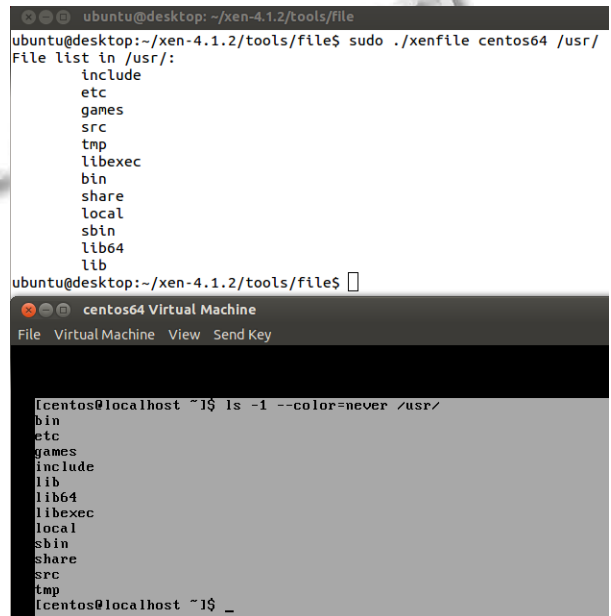 ubuntu@desktop: ~/xen-4.1.2/tools/file
ubuntu@desktop:~/xen-4.1.2/tools/file$ sudo ./xenfile centos64 /usr/
File list in /usr/:
include
etc
games
src
tmp
libexec
bin
share
local
sbin
lib64
lib
ubuntu@desktop:~/xen-4.1.2/tools/file$
centos64 Virtual Machine
File Virtual Machine View Send Key
[centos@localhost ~]$ ls -1 --color=never /usr/
bin
etc
games
include
lib
lib64
libexec
local
sbin
share
src
tmp
[centos@localhost ~]$ _